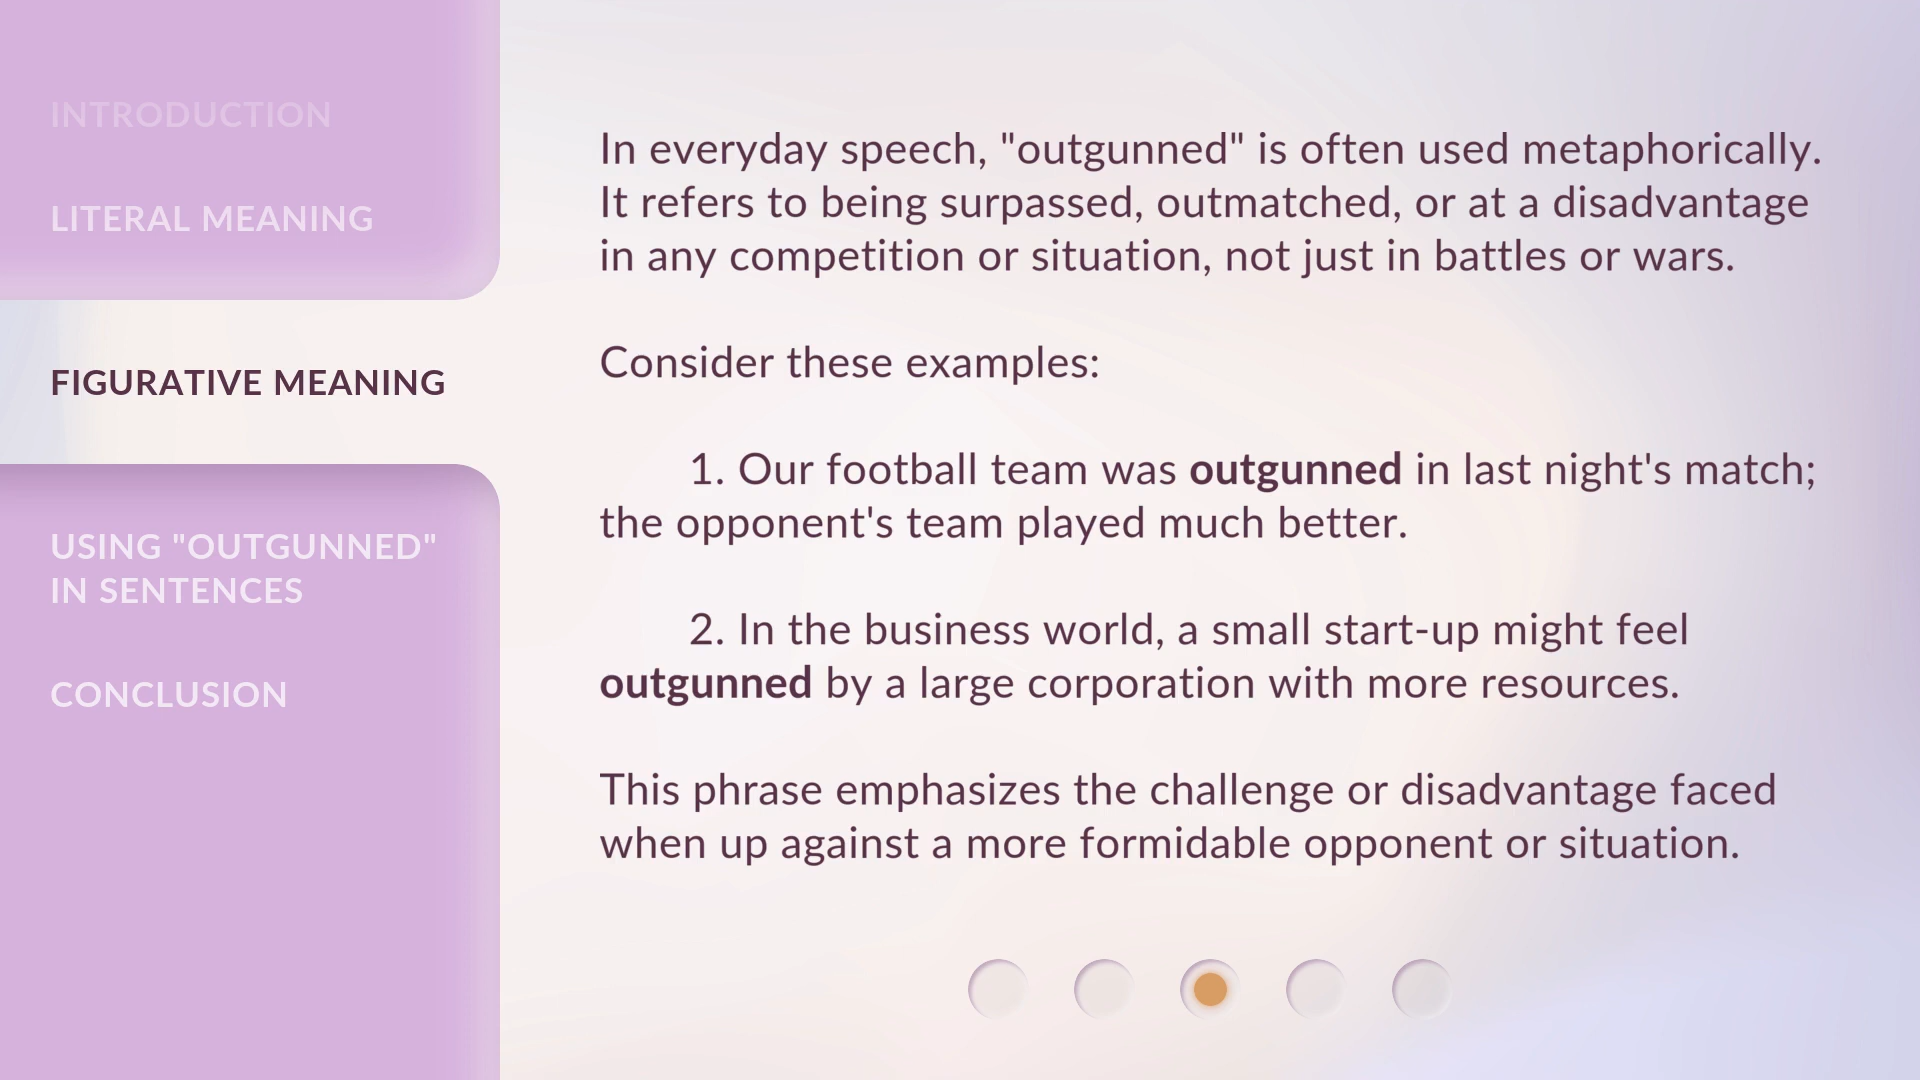 INTRODUCTION
LITERAL MEANING
FIGURATIVE MEANING
USING "OUTGUNNED"
IN SENTENCES
CONCLUSION
In everyday speech, "outgunned" is often used metaphorically.
It refers to being surpassed, outmatched, or at a disadvantage
in any competition or situation, not just in battles or wars.
Consider these examples:
1. Our football team was outgunned in last night's match;
the opponent's team played much better.
2. In the business world, a small start-up might feel
outgunned by a large corporation with more resources.
This phrase emphasizes the challenge or disadvantage faced
when up against a more formidable opponent or situation.